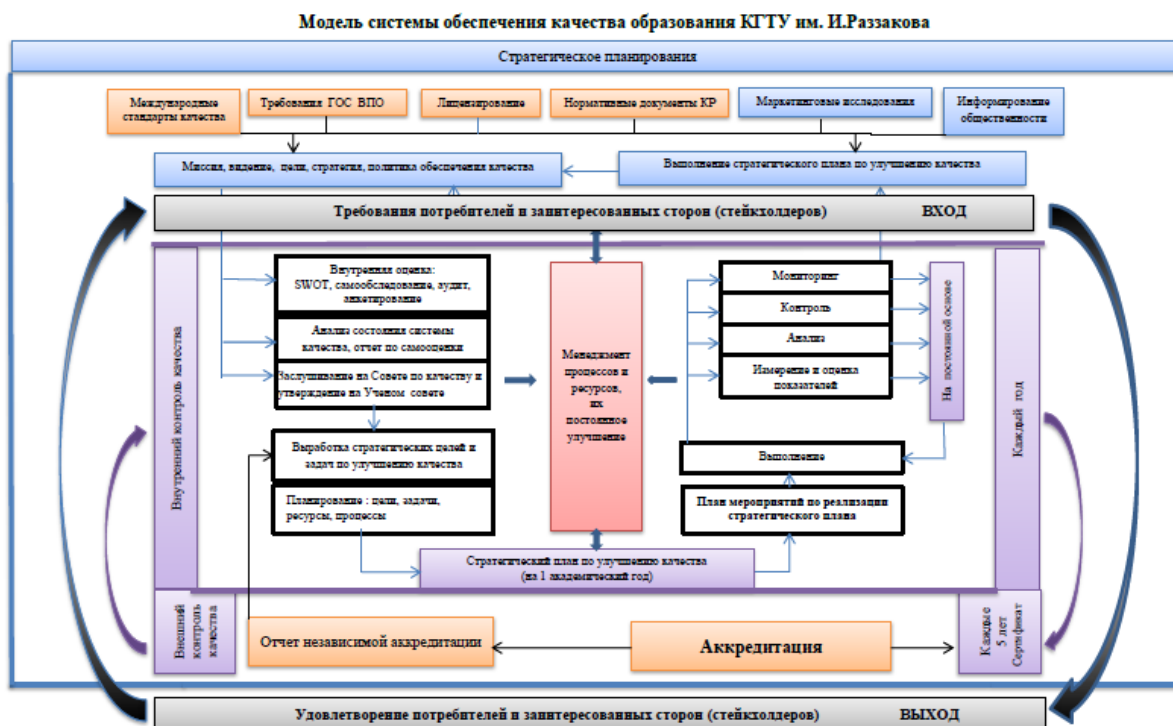 Модель системы обеспечения качества образования КГТУ им. И.Раззакова
Стратегическое планирования
Международные
стандарты качества
Требования ГОС ВПО
Лицензирование
Нормативные документы КР
Маркетинговые исследования
Информирование
общественности
Миссия, видение, цели, стратегия, политика обеспечения качества
Выполнение стратегического плана по улучшению качества
Требования потребителей и заинтересованных сторон (стейкхолдеров) ВХОД
Внутренний контроль качества
Внутренняя оценка:
SWOT, самообследование, аудит,
анкетирование
Анализ состояния системы
качества, отчет по самооценки
Заслушивание на Совете по качеству и
утверждение на Ученом совете
Выработка стратегических целей и
задач по улучшению качества
Планирование : цели, задачи,
ресурсы, процессы
Менеджмент
процессов и
ресурсов,
их
постоянное
улучшение
Мониторинг
Контроль
Анализ
Измерение и оценка
показателей
На постоянной основе
Выполнение
План мероприятий по реализации
стратегического плана
Каждый год
Стратегический план по улучшению качества
(на 1 академический год)
Внешний
контроль
качества
Отчет независимой аккредитации
Аккредитация
Каждые
5 лет
Сертификат
Удовлетворение потребителей и заинтересованных сторон (стейкхолдеров) ВЫХОД